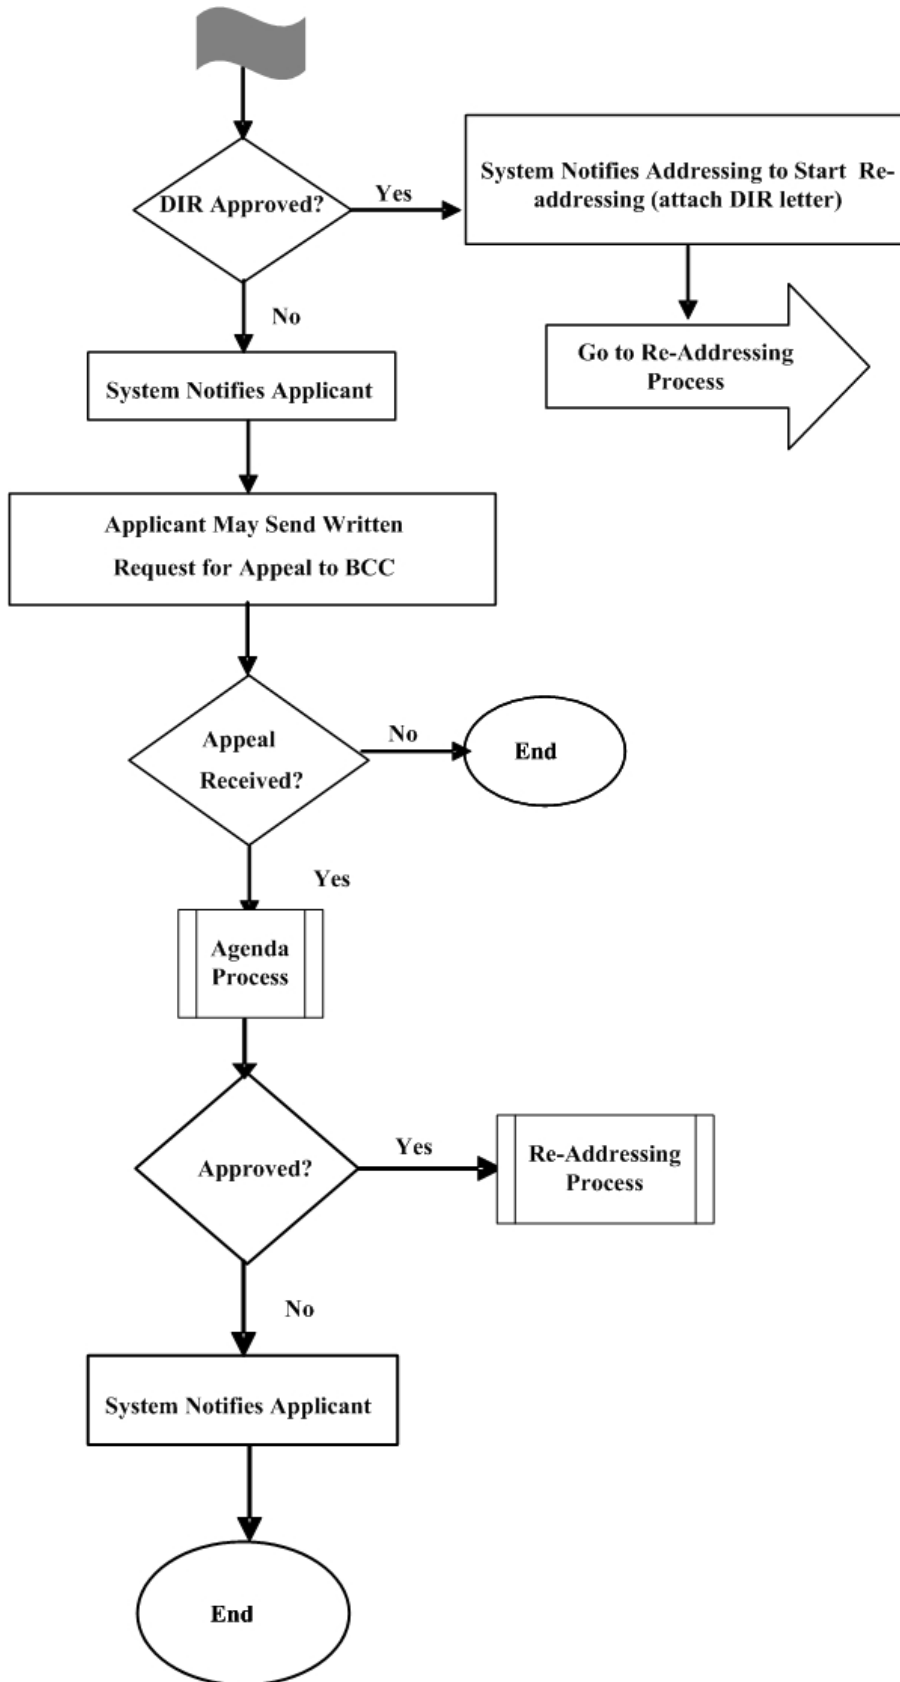 DIR Approved?
Yes
System Notifies Addressing to Start Re-
addressing (attach DIR letter)
No
Go to Re-Addressing
Process
System Notifies Applicant
Applicant May Send Written
Request for Appeal to BCC
Appeal
Received?
No
End
Yes
Agenda
Process
Approved?
Yes
Re-Addressing
Process
No
System Notifies Applicant
End